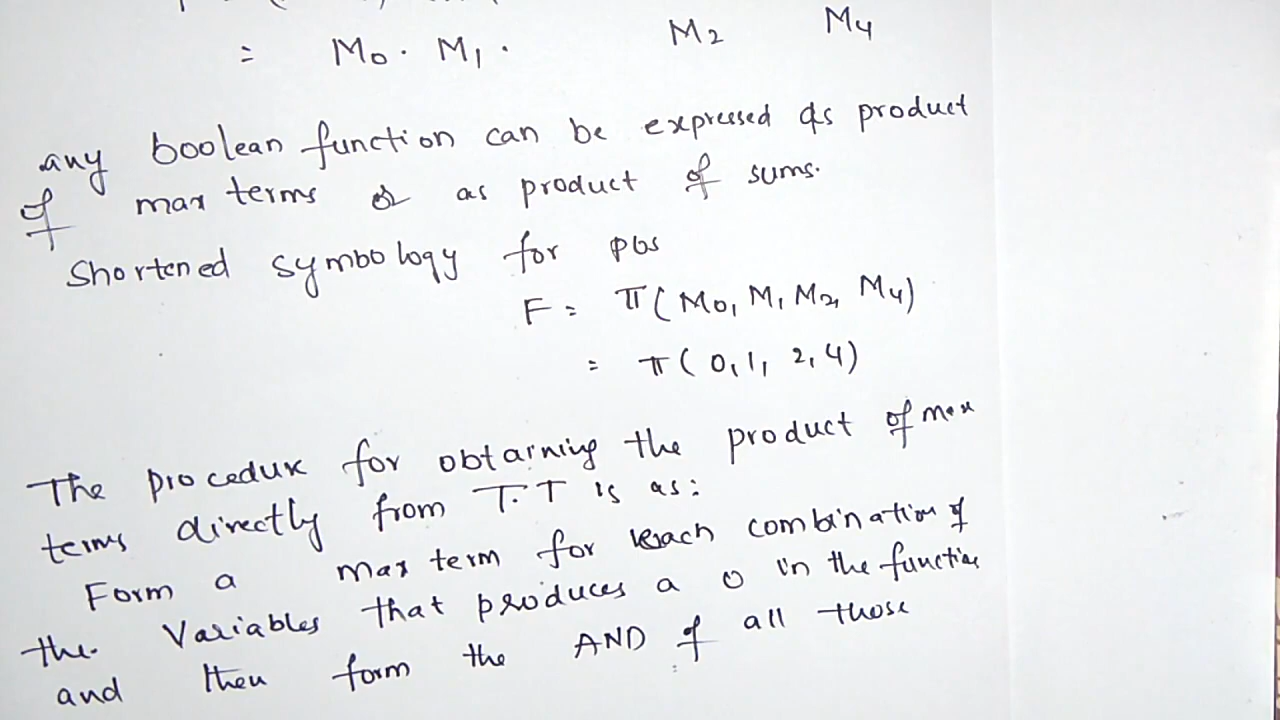 = M0 . M1 . M2 M4
any boolean function can be expressed as product
of max terms or as product of sums.
Shortened symbology for pos
F = π(M0, M1 M2, M4)
= π(0,1, 2,4)
The procedure for obtaining the product of max
terms directly from T.T is as:
Form a max term for each combination of
the. Variables that produces a 0 in the function
and then form the AND of all those